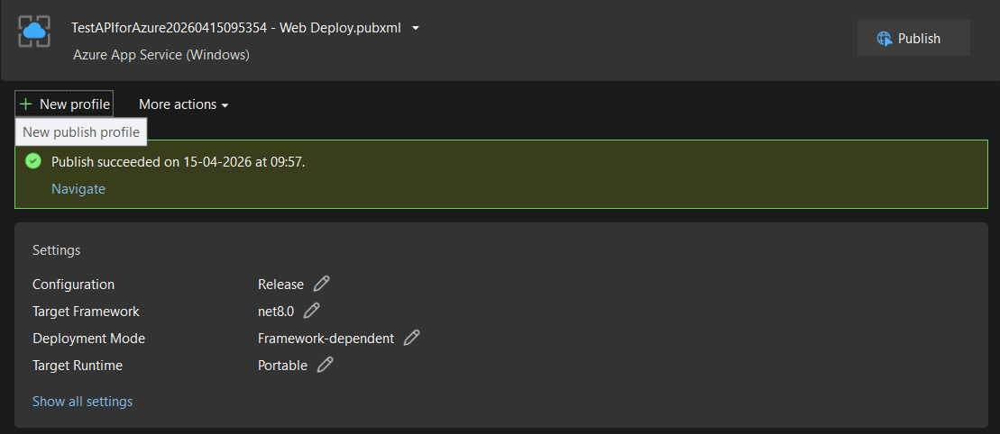 TestAPIforAzure20260415095354 - Web Deploy.pubxml
Azure App Service (Windows)
Publish
New profile
More actions
New publish profile
Publish succeeded on 15-04-2026 at 09:57.
Navigate
Settings
Configuration Release
Target Framework net8.0
Deployment Mode Framework-dependent
Target Runtime Portable
Show all settings